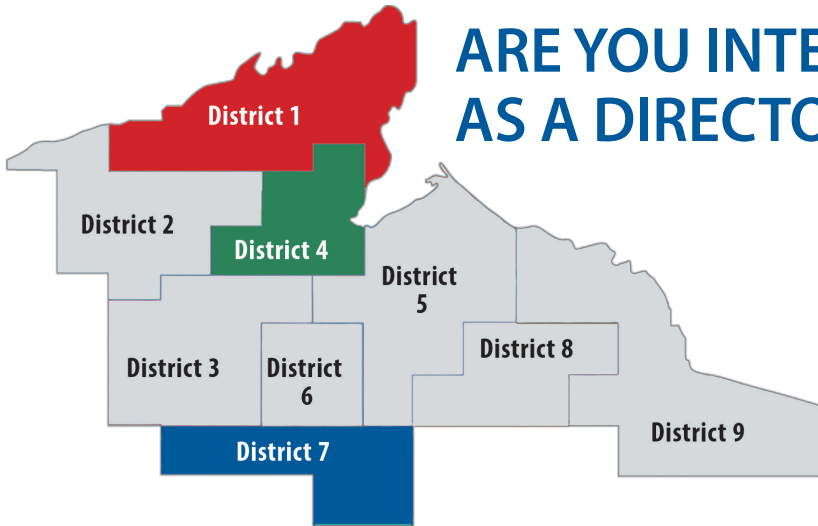 ARE YOU INTE
AS A DIRECTO
District 1
District 2
District 4
District
5
District 3
District
6
District 8
District 9
District 7